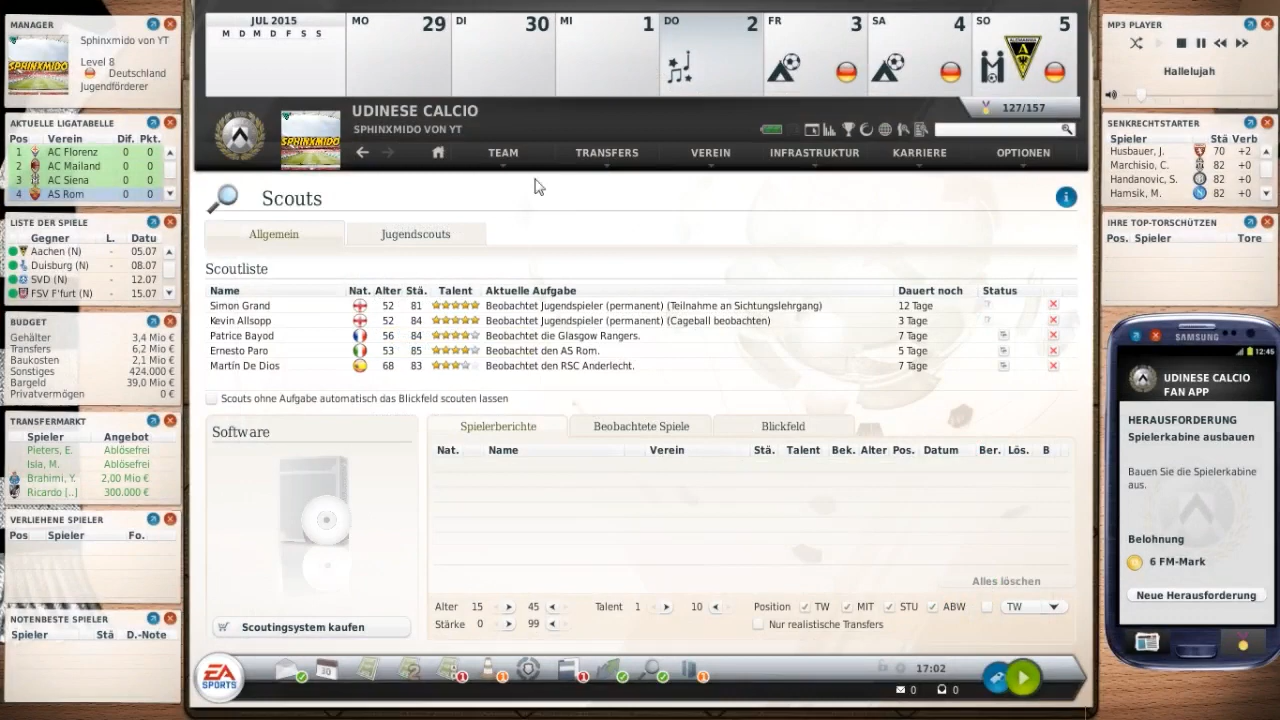 MANAGER
SPHINXMIDO
Sphinxmido von YT
Level 8
Deutschland
Jugendförderer
AKTUELLE LIGATABELLE
Pos Verein Dif. Pkt.
1 AC Florenz 0 0
2 AC Mailand 0 0
3 AC Siena 0 0
4 AS Rom 0 0
LISTE DER SPIELE
Gegner L. Datu
Aachen (N) - 05.07
Duisburg (N) - 08.07
SVD (N) - 12.07
FSV F'furt (N) - 15.07
BUDGET
Gehälter 3,4 Mio €
Transfers 6,2 Mio €
Baukosten 2,1 Mio €
Sonstiges 424.000 €
Bargeld 39,0 Mio €
Privatvermögen 0 €
TRANSFERMARKT
Spieler Angebot
Pieters, E. Ablösefrei
Isla, M. Ablösefrei
Brahimi, Y. 2,00 Mio €
Ricardo [..] 300.000 €
VERLIEHENE SPIELER
Pos Spieler Fo.
NOTENBESTE SPIELER
Spieler Stä D.-Note
JUL 2015
M D M D F S S
MO 29
DI 30
MI 1
DO 2
FR 3
SA 4
SO 5
127/157
UDINESE CALCIO
SPHINXMIDO VON YT
SPHINXMIDO
TEAM TRANSFERS VEREIN INFRASTRUKTUR KARRIERE OPTIONEN
Scouts
Allgemein Jugendscouts
Scoutliste
Name Nat. Alter Stä. Talent Aktuelle Aufgabe Dauert noch Status
Simon Grand 52 81 Beobachtet Jugendspieler (permanent) (Teilnahme an Sichtungslehrgang) 12 Tage
Kevin Allsopp 52 84 Beobachtet Jugendspieler (permanent) (Cageball beobachten) 3 Tage
Patrice Bayod 56 84 Beobachtet die Glasgow Rangers. 7 Tage
Ernesto Paro 53 85 Beobachtet den AS Rom. 5 Tage
Martín De Dios 68 83 Beobachtet den RSC Anderlecht. 7 Tage
Scouts ohne Aufgabe automatisch das Blickfeld scouten lassen
Software
Scoutingsystem kaufen
Spielerberichte Beobachtete Spiele Blickfeld
Nat. Name Verein Stä. Talent Bek. Alter Pos. Datum Ber. Lös. B
Alles löschen
Alter 15 45 Talent 1 10 Position TW MIT STU ABW TW
Stärke 0 99 Nur realistische Transfers
EA SPORTS
1 1 1 1
17:02
0 0
MP3 PLAYER
Hallelujah
SENKRECHTSTARTER
Spieler Stä Verb
Husbauer, J. 70 +2
Marchisio, C. 82 +0
Handanovic, S. 82 +0
Hamsik, M. 82 +0
IHRE TOP-TORSCHÜTZEN
Pos. Spieler Tore
SAMSUNG
12:45
UDINESE CALCIO
FAN APP
HERAUSFORDERUNG
Spielerkabine ausbauen
Bauen Sie die Spielerkabine
aus.
Belohnung
6 FM-Mark
Neue Herausforderung